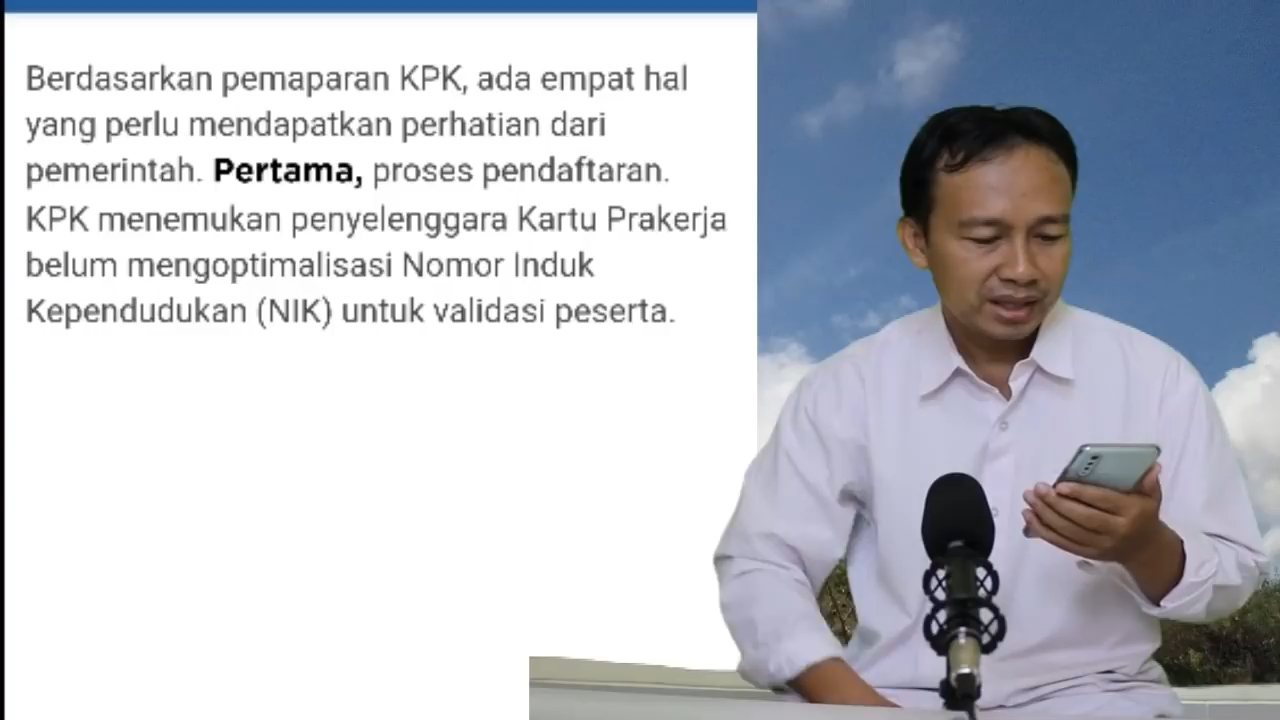 Berdasarkan pemaparan KPK, ada empat hal
yang perlu mendapatkan perhatian dari
pemerintah. Pertama, proses pendaftaran.
KPK menemukan penyelenggara Kartu Prakerja
belum mengoptimalisasi Nomor Induk
Kependudukan (NIK) untuk validasi peserta.